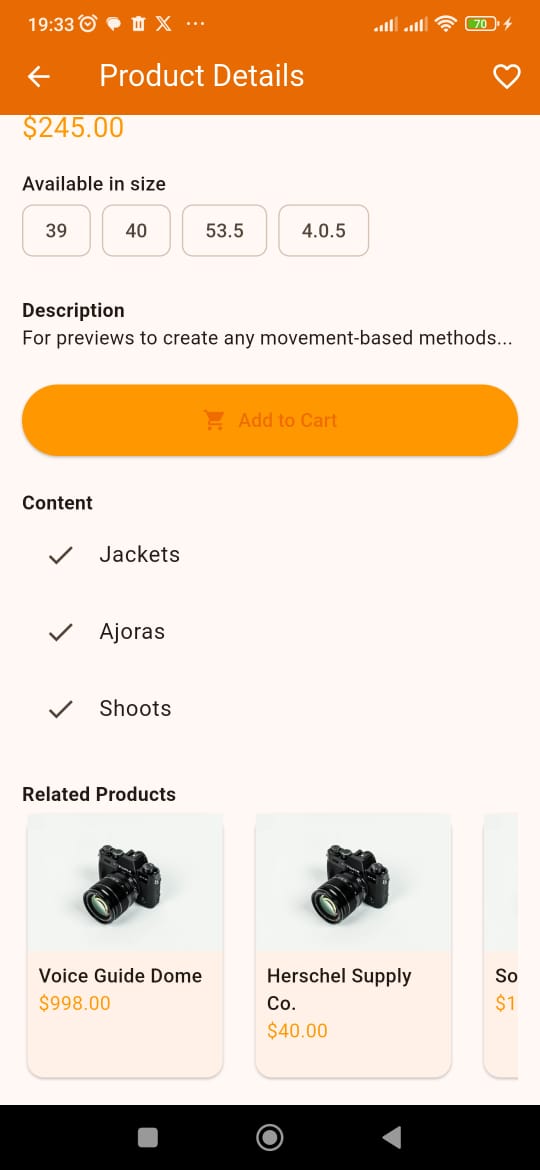 19:33
70
Product Details
$245.00
Available in size
39 40 53.5 4.0.5
Description
For previews to create any movement-based methods...
Add to Cart
Content
Jackets
Ajoras
Shoots
Related Products
Voice Guide Dome
$998.00
Herschel Supply
Co.
$40.00
So
$1